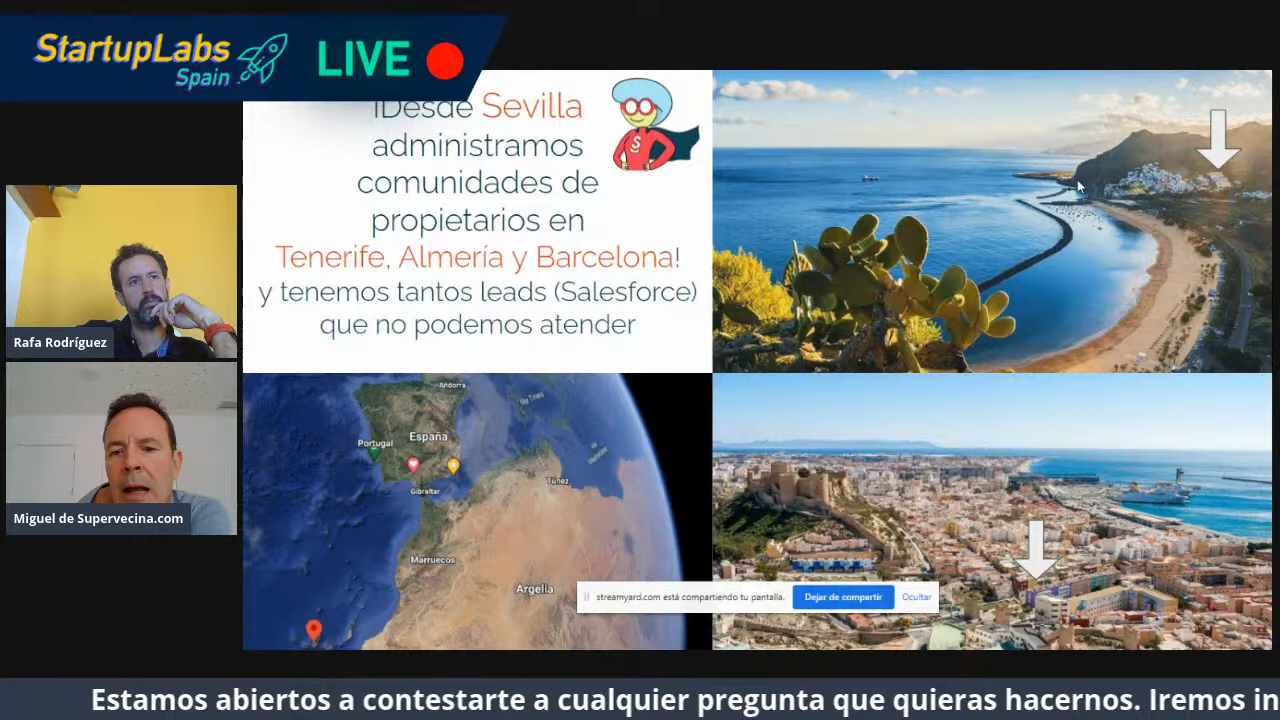 StartupLabs
Spain
LIVE
¡Desde Sevilla
administramos
comunidades de
propietarios en
Tenerife, Almería y Barcelona!
y tenemos tantos leads (Salesforce)
que no podemos atender
S
Rafa Rodríguez
Miguel de Supervecina.com
Andorra
Portugal
España
Gibraltar
Túnez
Marruecos
Argelia
streamyard.com está compartiendo tu pantalla.
Dejar de compartir
Ocultar
Estamos abiertos a contestarte a cualquier pregunta que quieras hacernos. Iremos in